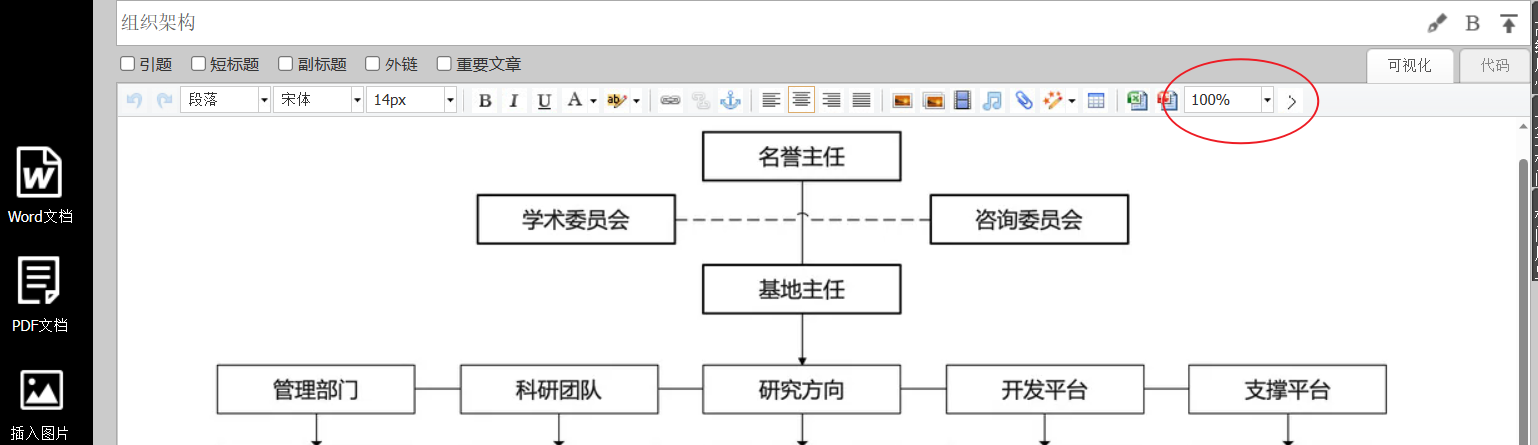 组织架构
B
引题 短标题 副标题 外链 重要文章
可视化 代码
段落 宋体 14px B I U A ab 100%
名誉主任
学术委员会 咨询委员会
基地主任
管理部门 科研团队 研究方向 开发平台 支撑平台
Word文档
PDF文档
插入图片